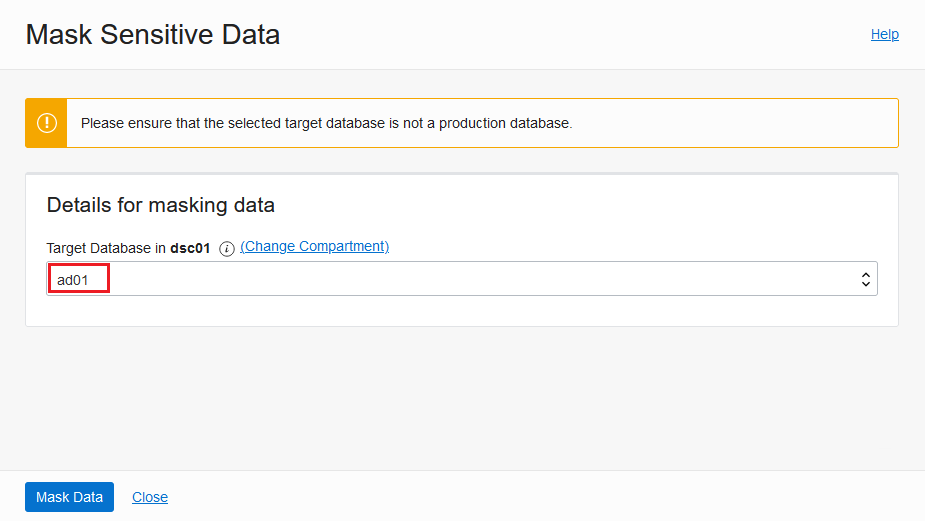 Mask Sensitive Data
Help
Please ensure that the selected target database is not a production database.
Details for masking data
Target Database in dsc01 i (Change Compartment)
ad01
Mask Data Close